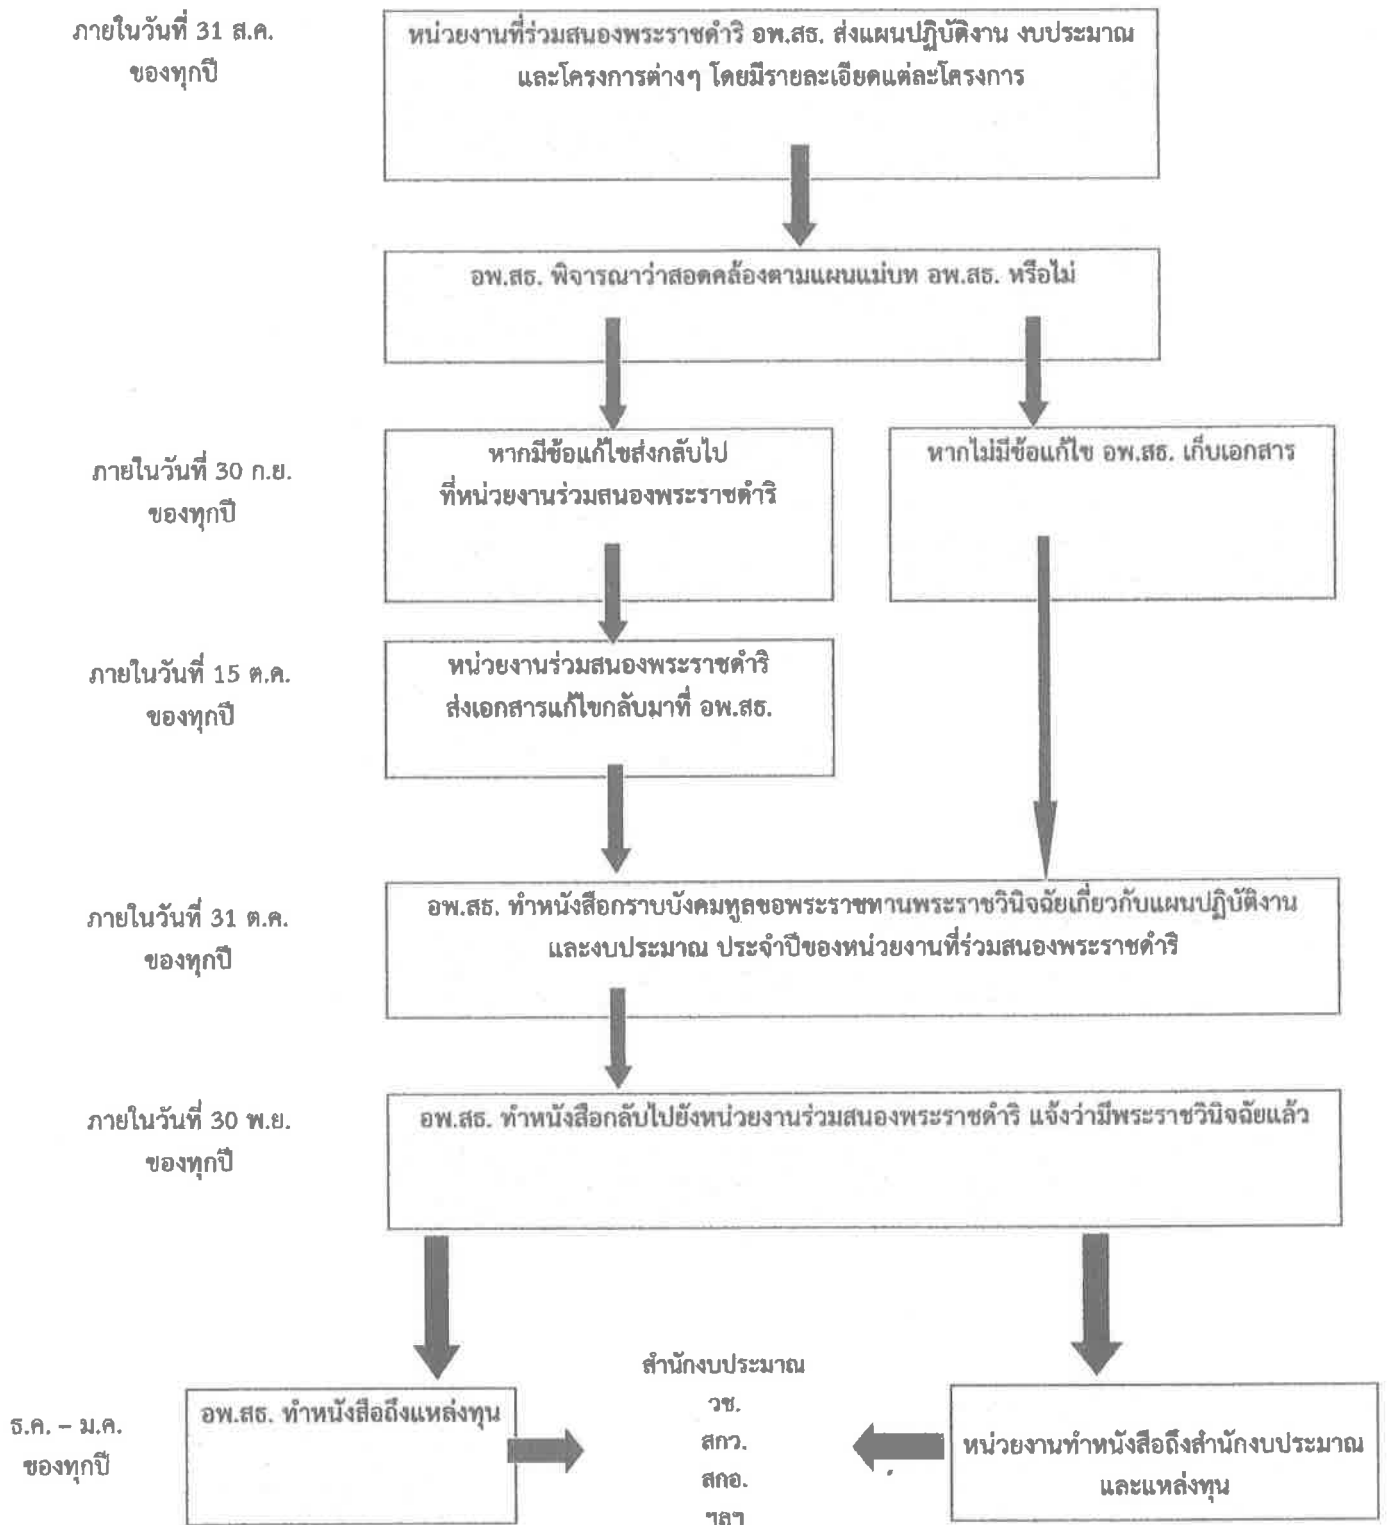 ภายในวันที่ 31 ส.ค.
ของทุกปี
หน่วยงานที่ร่วมสนองพระราชดำริ อพ.สธ. ส่งแผนปฏิบัติงาน งบประมาณ
และโครงการต่างๆ โดยมีรายละเอียดแต่ละโครงการ
อพ.สธ. พิจารณาว่าสอดคล้องตามแผนแม่บท อพ.สธ. หรือไม่
ภายในวันที่ 30 ก.ย.
ของทุกปี
หากมีข้อแก้ไขส่งกลับไป
ที่หน่วยงานร่วมสนองพระราชดำริ
หากไม่มีข้อแก้ไข อพ.สธ. เก็บเอกสาร
ภายในวันที่ 15 ต.ค.
ของทุกปี
หน่วยงานร่วมสนองพระราชดำริ
ส่งเอกสารแก้ไขกลับมาที่ อพ.สธ.
ภายในวันที่ 31 ต.ค.
ของทุกปี
อพ.สธ. ทำหนังสือกราบบังคมทูลขอพระราชทานพระราชวินิจฉัยเกี่ยวกับแผนปฏิบัติงาน
และงบประมาณ ประจำปีของหน่วยงานที่ร่วมสนองพระราชดำริ
ภายในวันที่ 30 พ.ย.
ของทุกปี
อพ.สธ. ทำหนังสือกลับไปยังหน่วยงานร่วมสนองพระราชดำริ แจ้งว่ามีพระราชวินิจฉัยแล้ว
ธ.ค. – ม.ค.
ของทุกปี
อพ.สธ. ทำหนังสือถึงแหล่งทุน
สำนักงบประมาณ
วช.
สกว.
สกอ.
ฯลฯ
หน่วยงานทำหนังสือถึงสำนักงบประมาณ
และแหล่งทุน